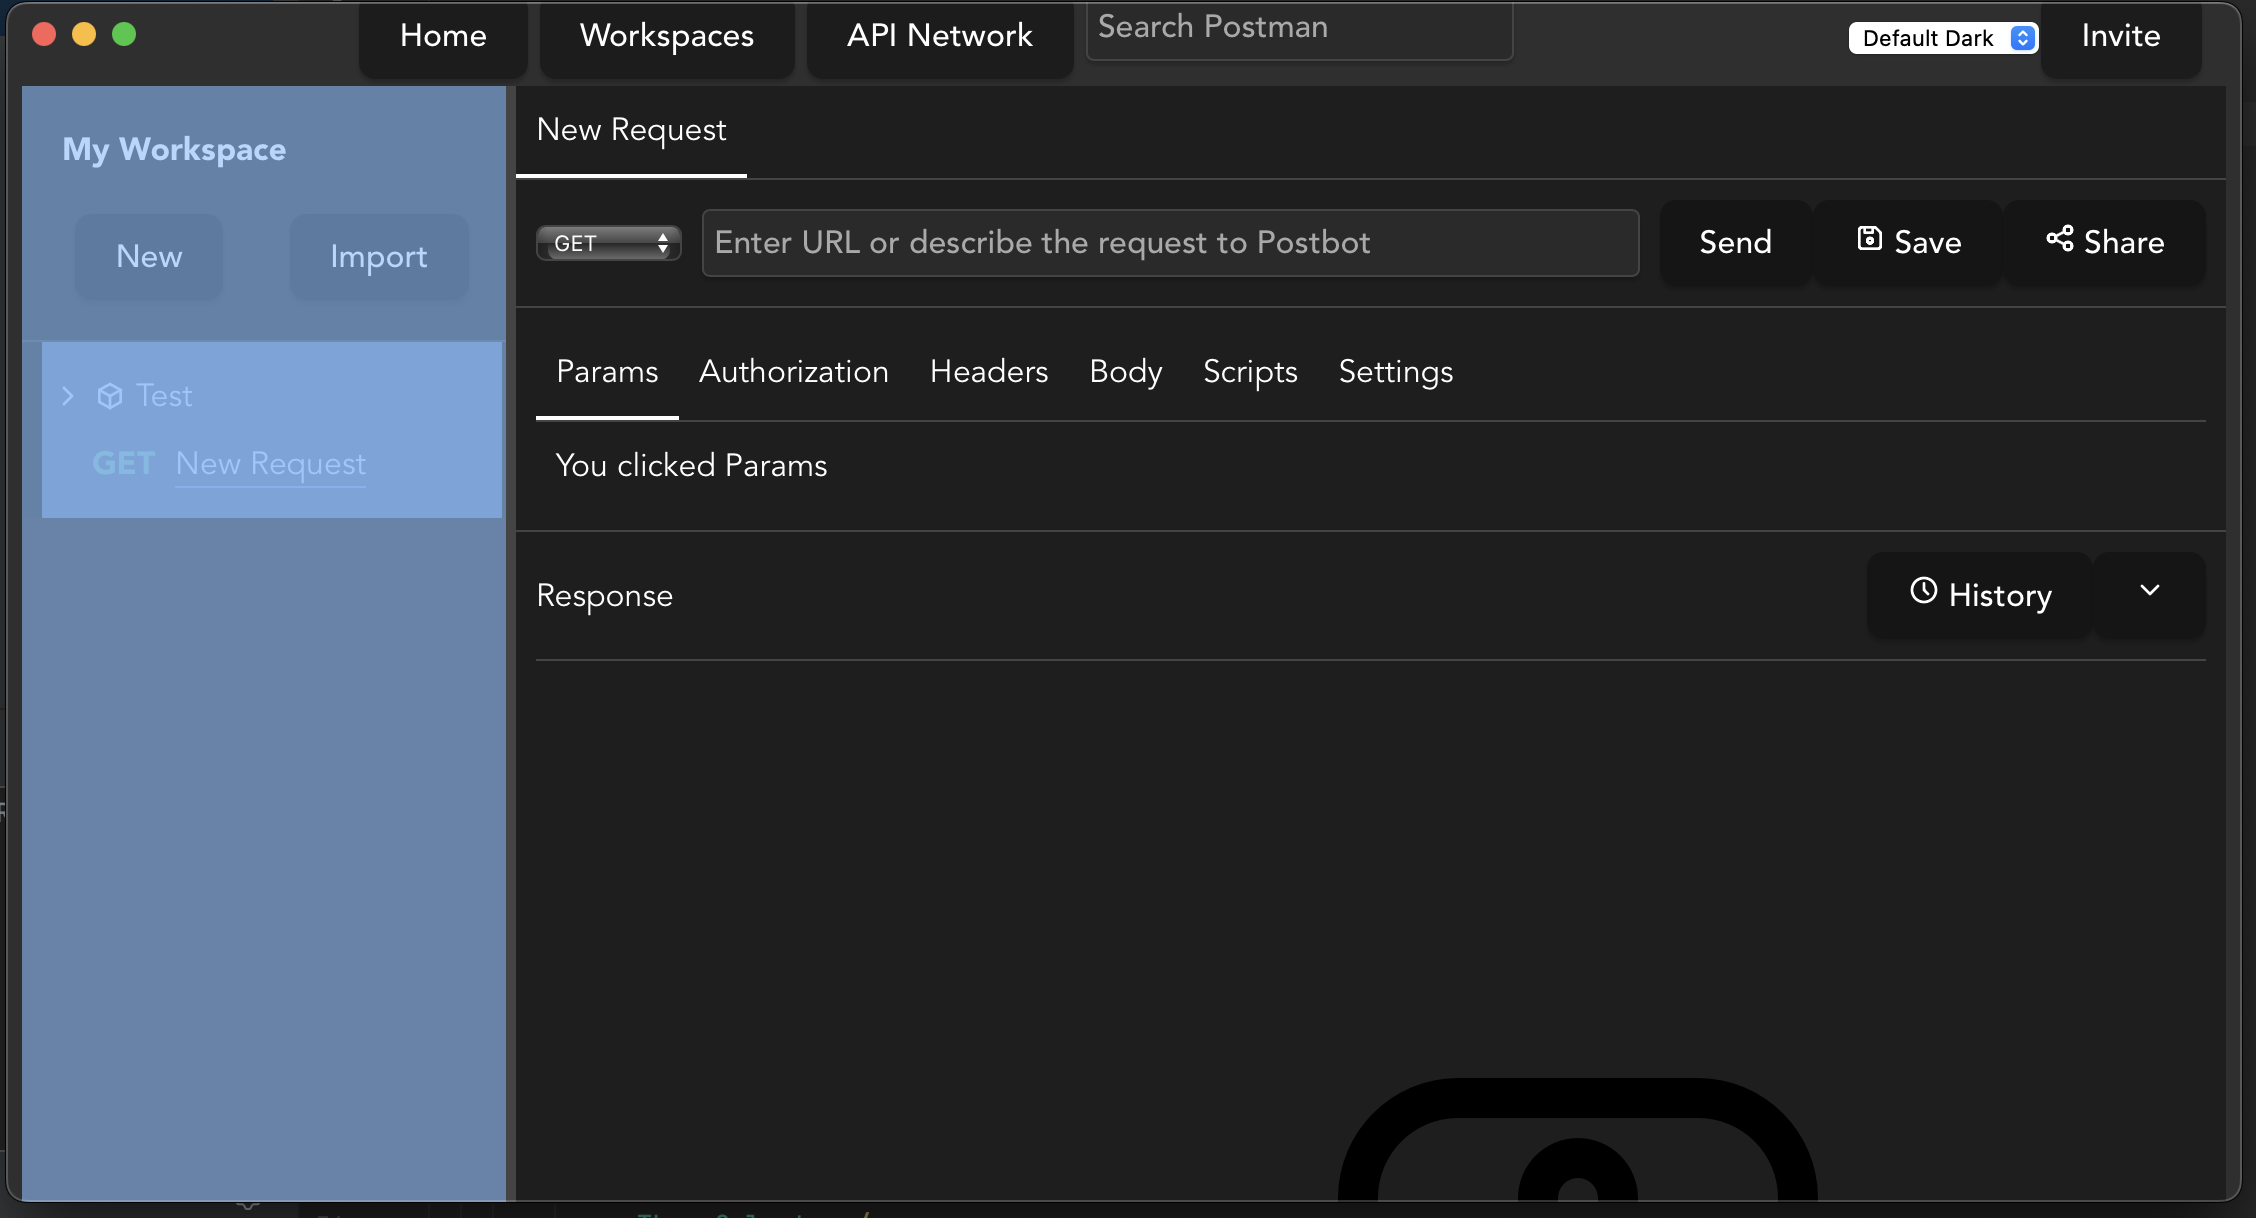 Home
Workspaces
API Network
Search Postman
Default Dark
Invite
My Workspace
New
Import
Test
GET New Request
New Request
GET
Enter URL or describe the request to Postbot
Send
Save
Share
Params
Authorization
Headers
Body
Scripts
Settings
You clicked Params
Response
History